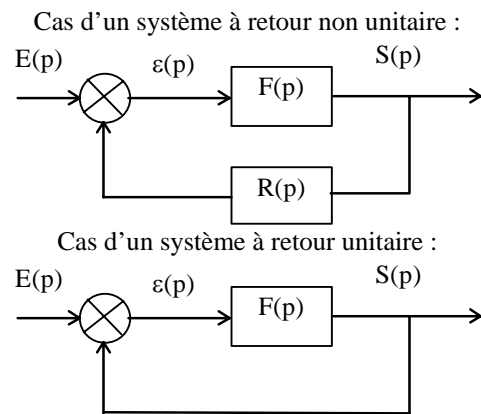 Cas d'un système à retour non unitaire :
E(p) ε(p) F(p) S(p)
R(p)
Cas d'un système à retour unitaire :
E(p) ε(p) F(p) S(p)